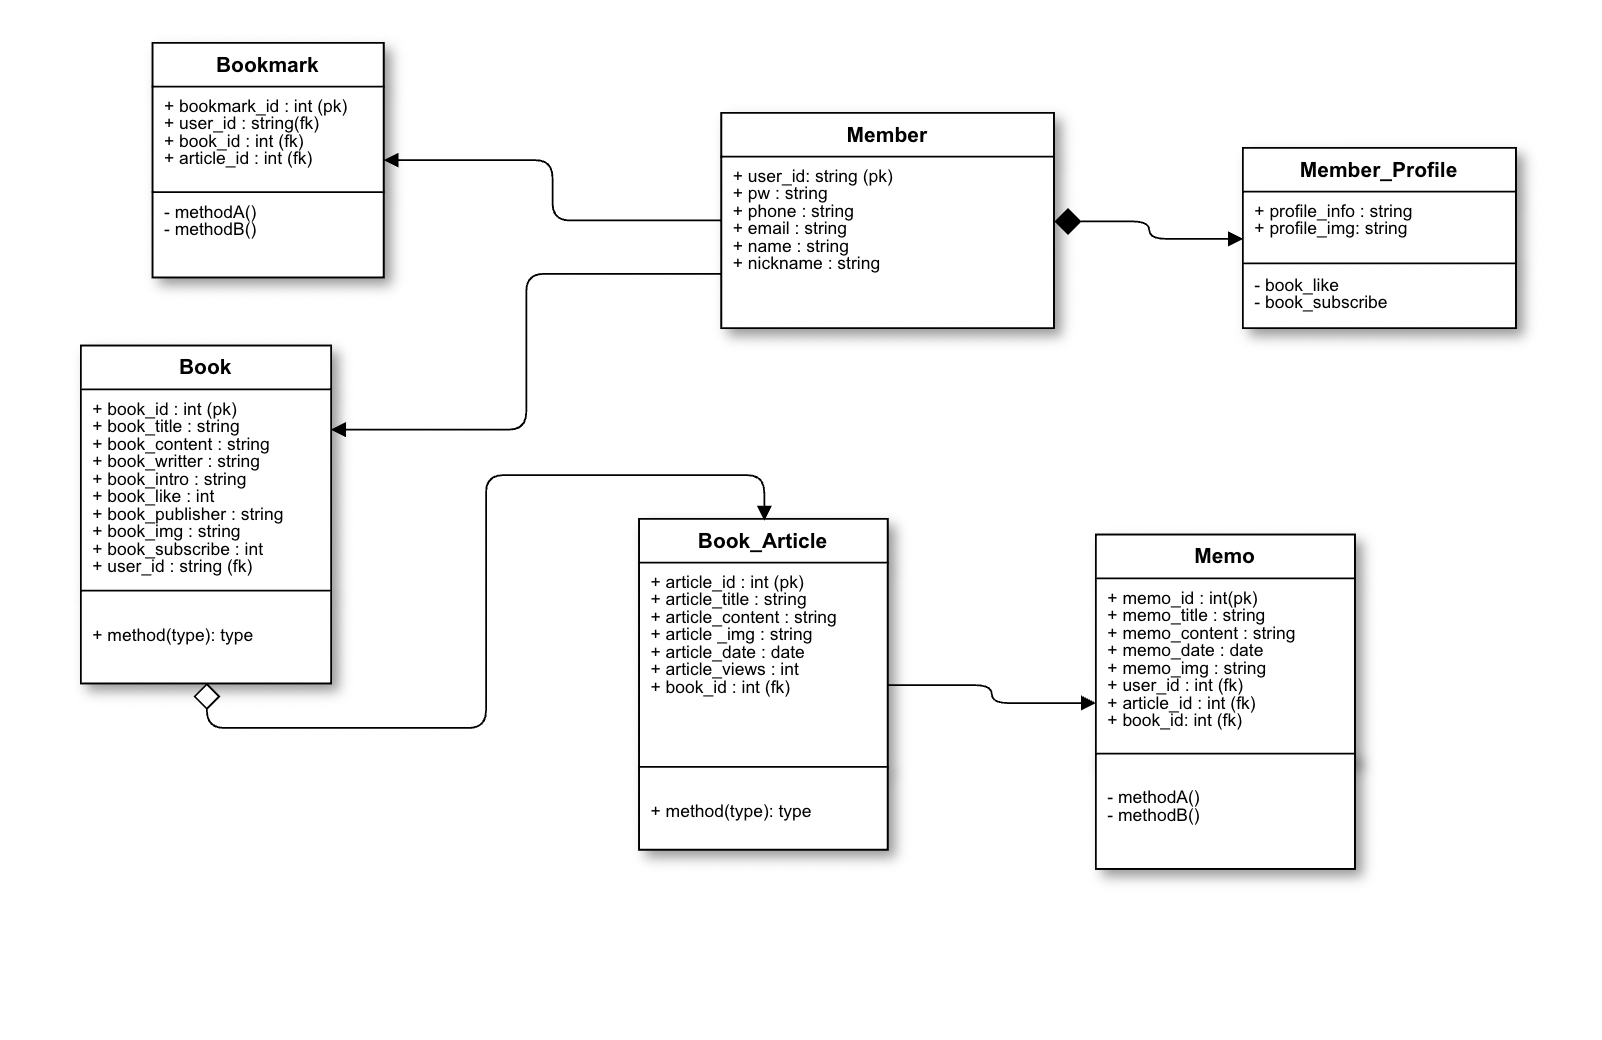 Bookmark
+ bookmark_id : int (pk)
+ user_id : string(fk)
+ book_id : int (fk)
+ article_id : int (fk)
- methodA()
- methodB()
Member
+ user_id: string (pk)
+ pw : string
+ phone : string
+ email : string
+ name : string
+ nickname : string
Member_Profile
+ profile_info : string
+ profile_img: string
- book_like
- book_subscribe
Book
+ book_id : int (pk)
+ book_title : string
+ book_content : string
+ book_writter : string
+ book_intro : string
+ book_like : int
+ book_publisher : string
+ book_img : string
+ book_subscribe : int
+ user_id : string (fk)
+ method(type): type
Book_Article
+ article_id : int (pk)
+ article_title : string
+ article_content : string
+ article _img : string
+ article_date : date
+ article_views : int
+ book_id : int (fk)
+ method(type): type
Memo
+ memo_id : int(pk)
+ memo_title : string
+ memo_content : string
+ memo_date : date
+ memo_img : string
+ user_id : int (fk)
+ article_id : int (fk)
+ book_id: int (fk)
- methodA()
- methodB()